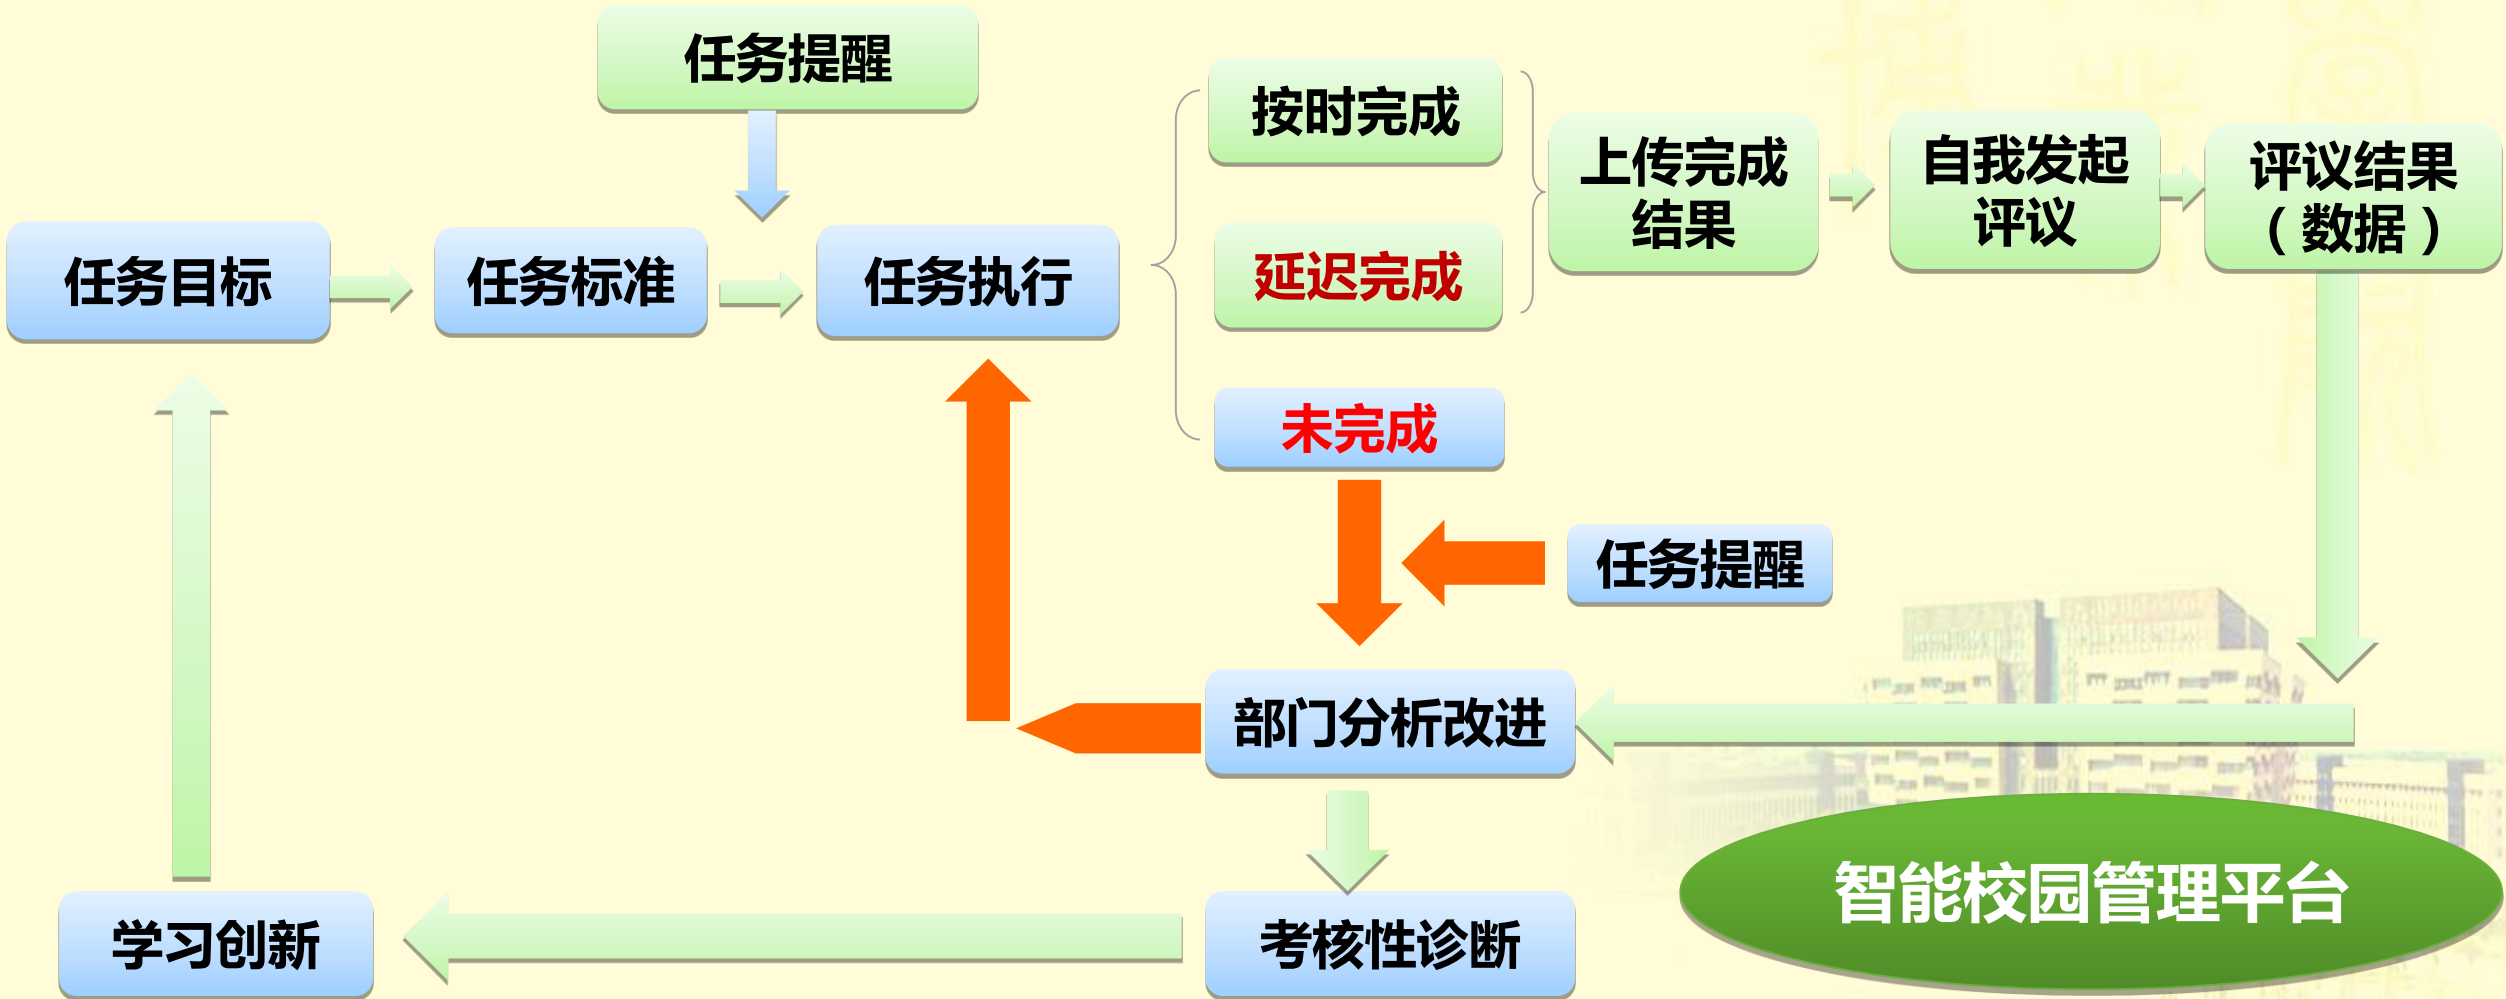 任务提醒
按时完成
上传完成
结果
自我发起
评议
评议结果
（数据）
任务目标
任务标准
任务执行
延误完成
未完成
任务提醒
部门分析改进
智能校园管理平台
学习创新
考核性诊断